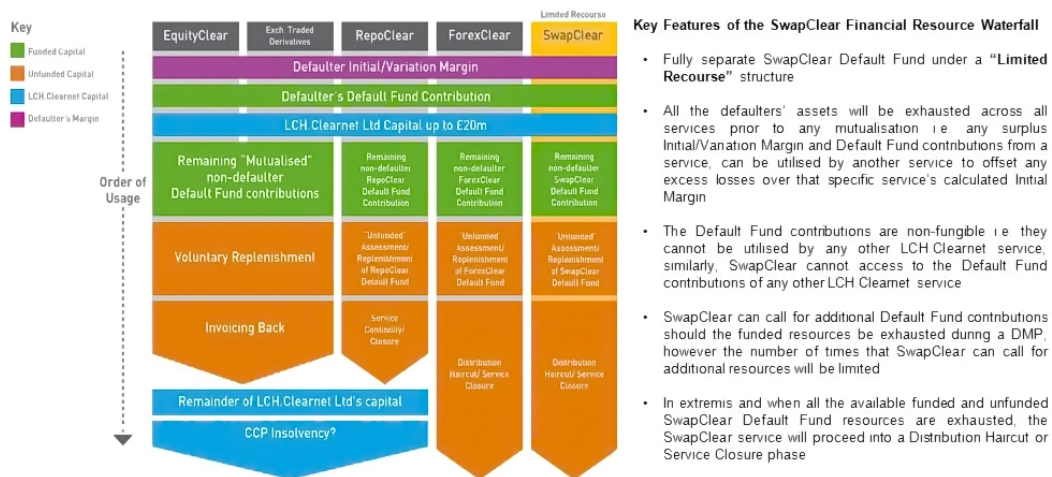 Key
Funded Capital
Unfunded Capital
LCH.Clearnet Capital
Defaulter's Margin
Order of
Usage
Limited Recourse
EquityClear
Exch. Traded
Derivatives
RepoClear
ForexClear
SwapClear
Defaulter Initial/Variation Margin
Defaulter's Default Fund Contribution
LCH.Clearnet Ltd Capital up to £20m
Remaining "Mutualised"
non-defaulter
Default Fund contributions
Remaining
non-defaulter
RepoClear
Default Fund
Contribution
Remaining
non-defaulter
ForexClear
Default Fund
Contribution
Remaining
non-defaulter
SwapClear
Default Fund
Contribution
Voluntary Replenishment
"Unfunded"
Assessment/
Replenishment
of RepoClear
Default Fund
"Unfunded"
Assessment/
Replenishment
of ForexClear
Default Fund
"Unfunded"
Assessment/
Replenishment
of SwapClear
Default Fund
Invoicing Back
Service
Continuity/
Closure
Distribution
Haircut/ Service
Closure
Distribution
Haircut/ Service
Closure
Remainder of LCH.Clearnet Ltd's capital
CCP Insolvency?
Key Features of the SwapClear Financial Resource Waterfall
• Fully separate SwapClear Default Fund under a "Limited
Recourse" structure
• All the defaulters' assets will be exhausted across all
services prior to any mutualisation i.e. any surplus
Initial/Variation Margin and Default Fund contributions from a
service, can be utilised by another service to offset any
excess losses over that specific service's calculated Initial
Margin
• The Default Fund contributions are non-fungible i.e. they
cannot be utilised by any other LCH.Clearnet service,
similarly, SwapClear cannot access to the Default Fund
contributions of any other LCH Clearnet service
• SwapClear can call for additional Default Fund contributions
should the funded resources be exhausted during a DMP,
however the number of times that SwapClear can call for
additional resources will be limited
• In extremis and when all the available funded and unfunded
SwapClear Default Fund resources are exhausted, the
SwapClear service will proceed into a Distribution Haircut or
Service Closure phase